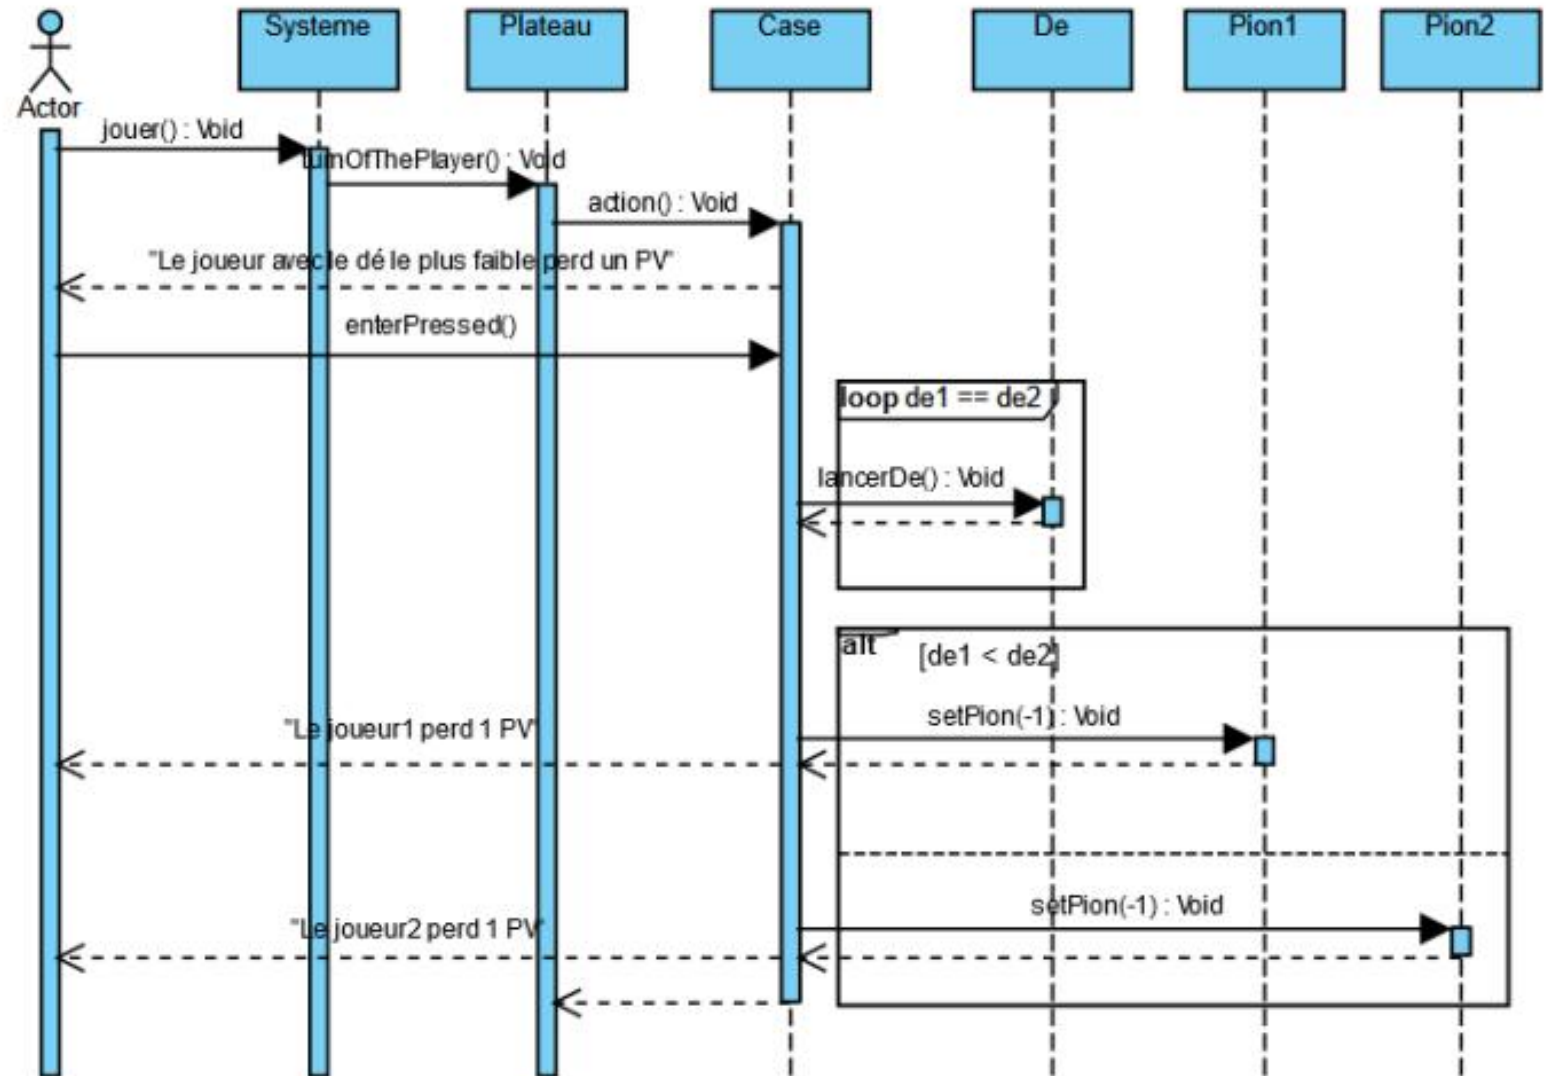 Systeme
Plateau
Case
De
Pion1
Pion2
Actor
jouer() : Void
turnOfThePlayer() : Void
action() : Void
"Le joueur avec le dé le plus faible perd un PV"
enterPressed()
loop de1 == de2
lancerDe() : Void
alt
[de1 < de2]
setPion(-1) : Void
"Le joueur1 perd 1 PV"
setPion(-1) : Void
"Le joueur2 perd 1 PV"